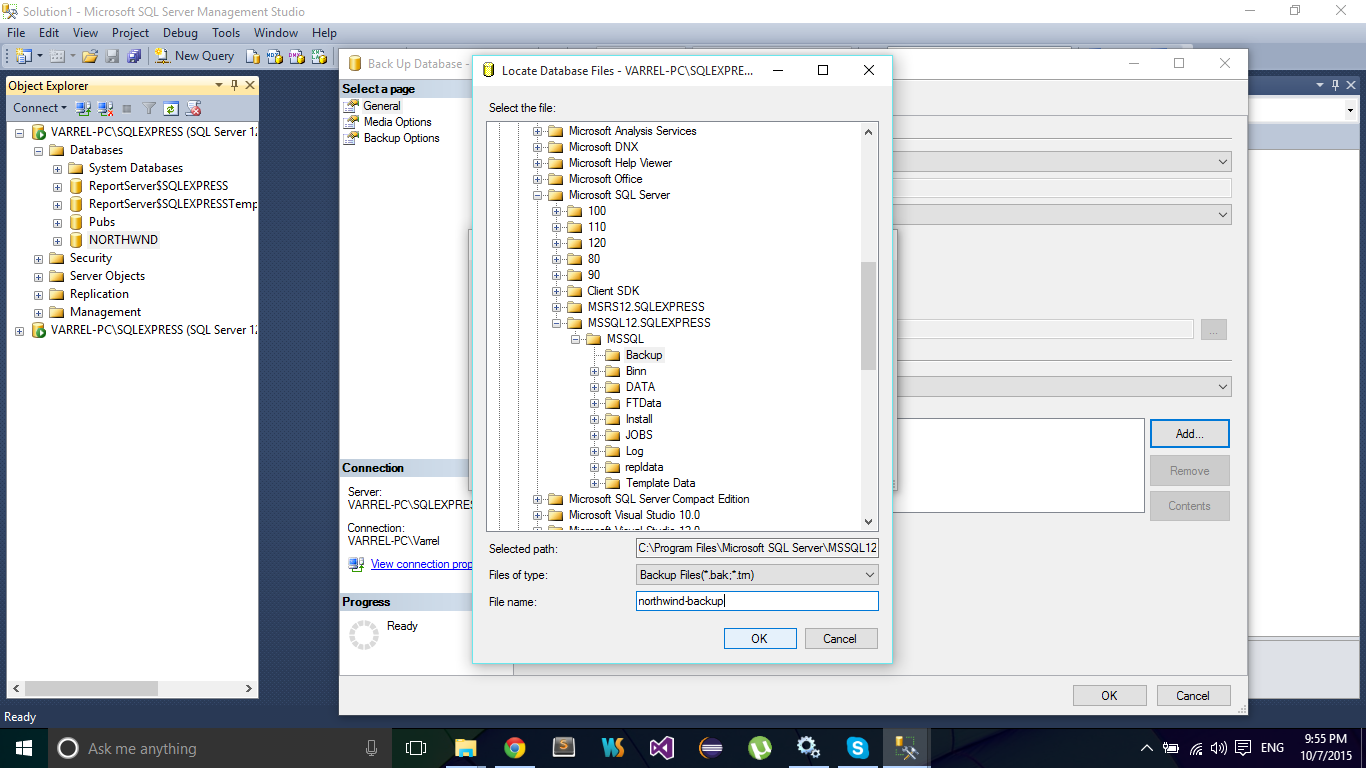 Solution1 - Microsoft SQL Server Management Studio
File Edit View Project Debug Tools Window Help
New Query
Object Explorer
Connect
VARREL-PC\SQLEXPRESS (SQL Server 12
Databases
System Databases
ReportServer$SQLEXPRESS
ReportServer$SQLEXPRESSTemp
Pubs
NORTHWND
Security
Server Objects
Replication
Management
VARREL-PC\SQLEXPRESS (SQL Server 12
Back Up Database -
Select a page
General
Media Options
Backup Options
Connection
Server:
VARREL-PC\SQLEXPRES
Connection:
VARREL-PC\Varrel
View connection prop
Progress
Ready
Locate Database Files - VARREL-PC\SQLEXPRE...
Select the file:
Microsoft Analysis Services
Microsoft DNX
Microsoft Help Viewer
Microsoft Office
Microsoft SQL Server
100
110
120
80
90
Client SDK
MSRS12.SQLEXPRESS
MSSQL12.SQLEXPRESS
MSSQL
Backup
Binn
DATA
FTData
Install
JOBS
Log
repldata
Template Data
Microsoft SQL Server Compact Edition
Microsoft Visual Studio 10.0
Microsoft Visual Studio 12.0
Selected path:
C:\Program Files\Microsoft SQL Server\MSSQL12
Files of type:
Backup Files(*.bak;*.trn)
File name:
northwind-backup
OK Cancel
...
Add...
Remove
Contents
OK Cancel
Ready
Ask me anything
ENG
9:55 PM
10/7/2015